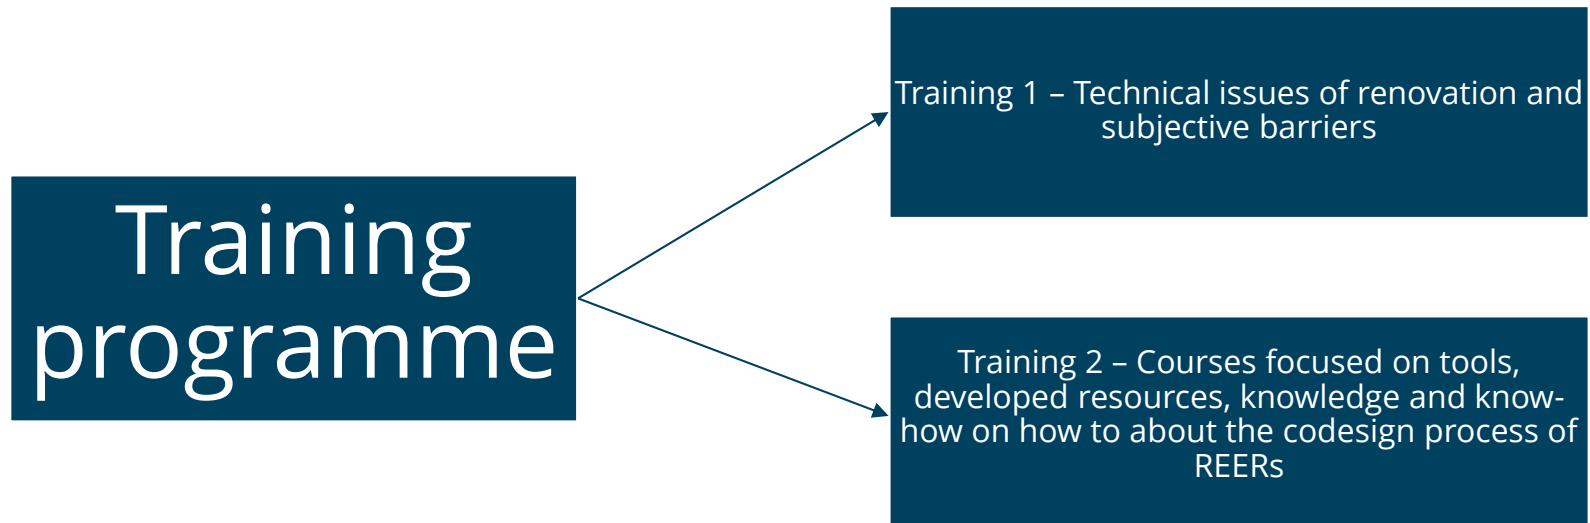 Training
programme
Training 1 – Technical issues of renovation and
subjective barriers
Training 2 – Courses focused on tools,
developed resources, knowledge and know-
how on how to about the codesign process of
REERs